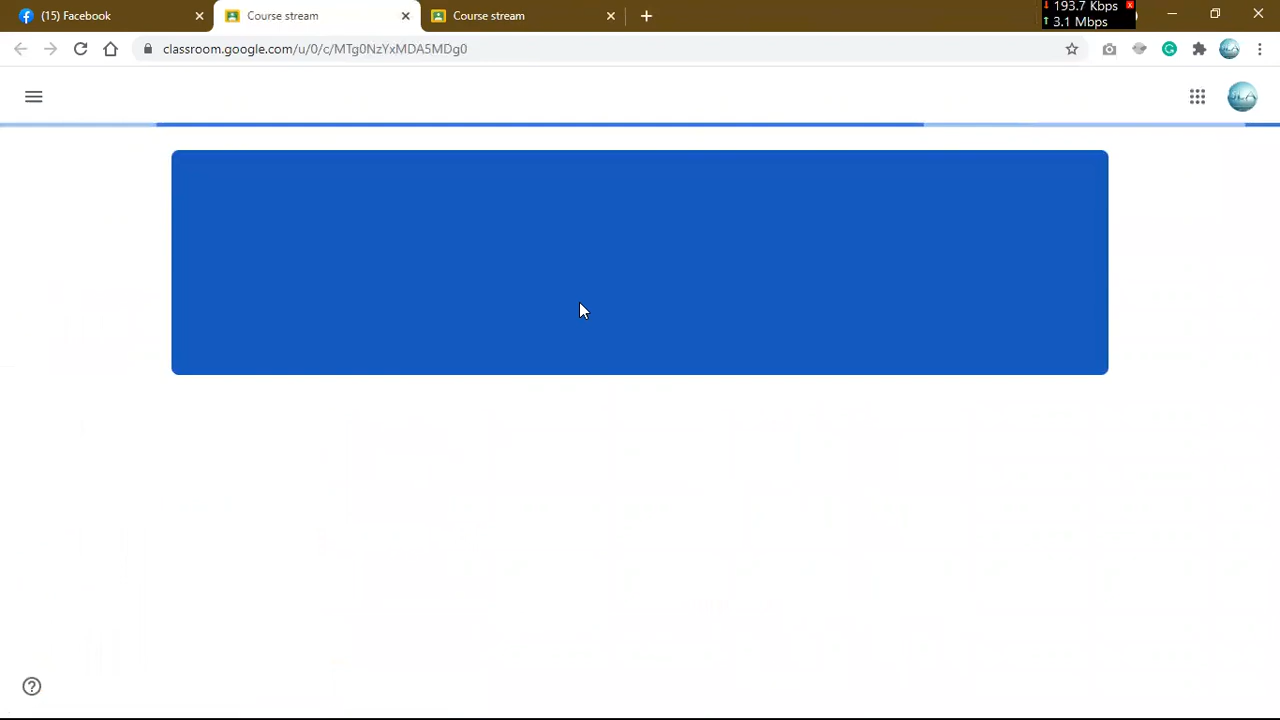 (15) Facebook
Course stream
Course stream
193.7 Kbps
3.1 Mbps
classroom.google.com/u/0/c/MTg0NzYxMDA5MDg0